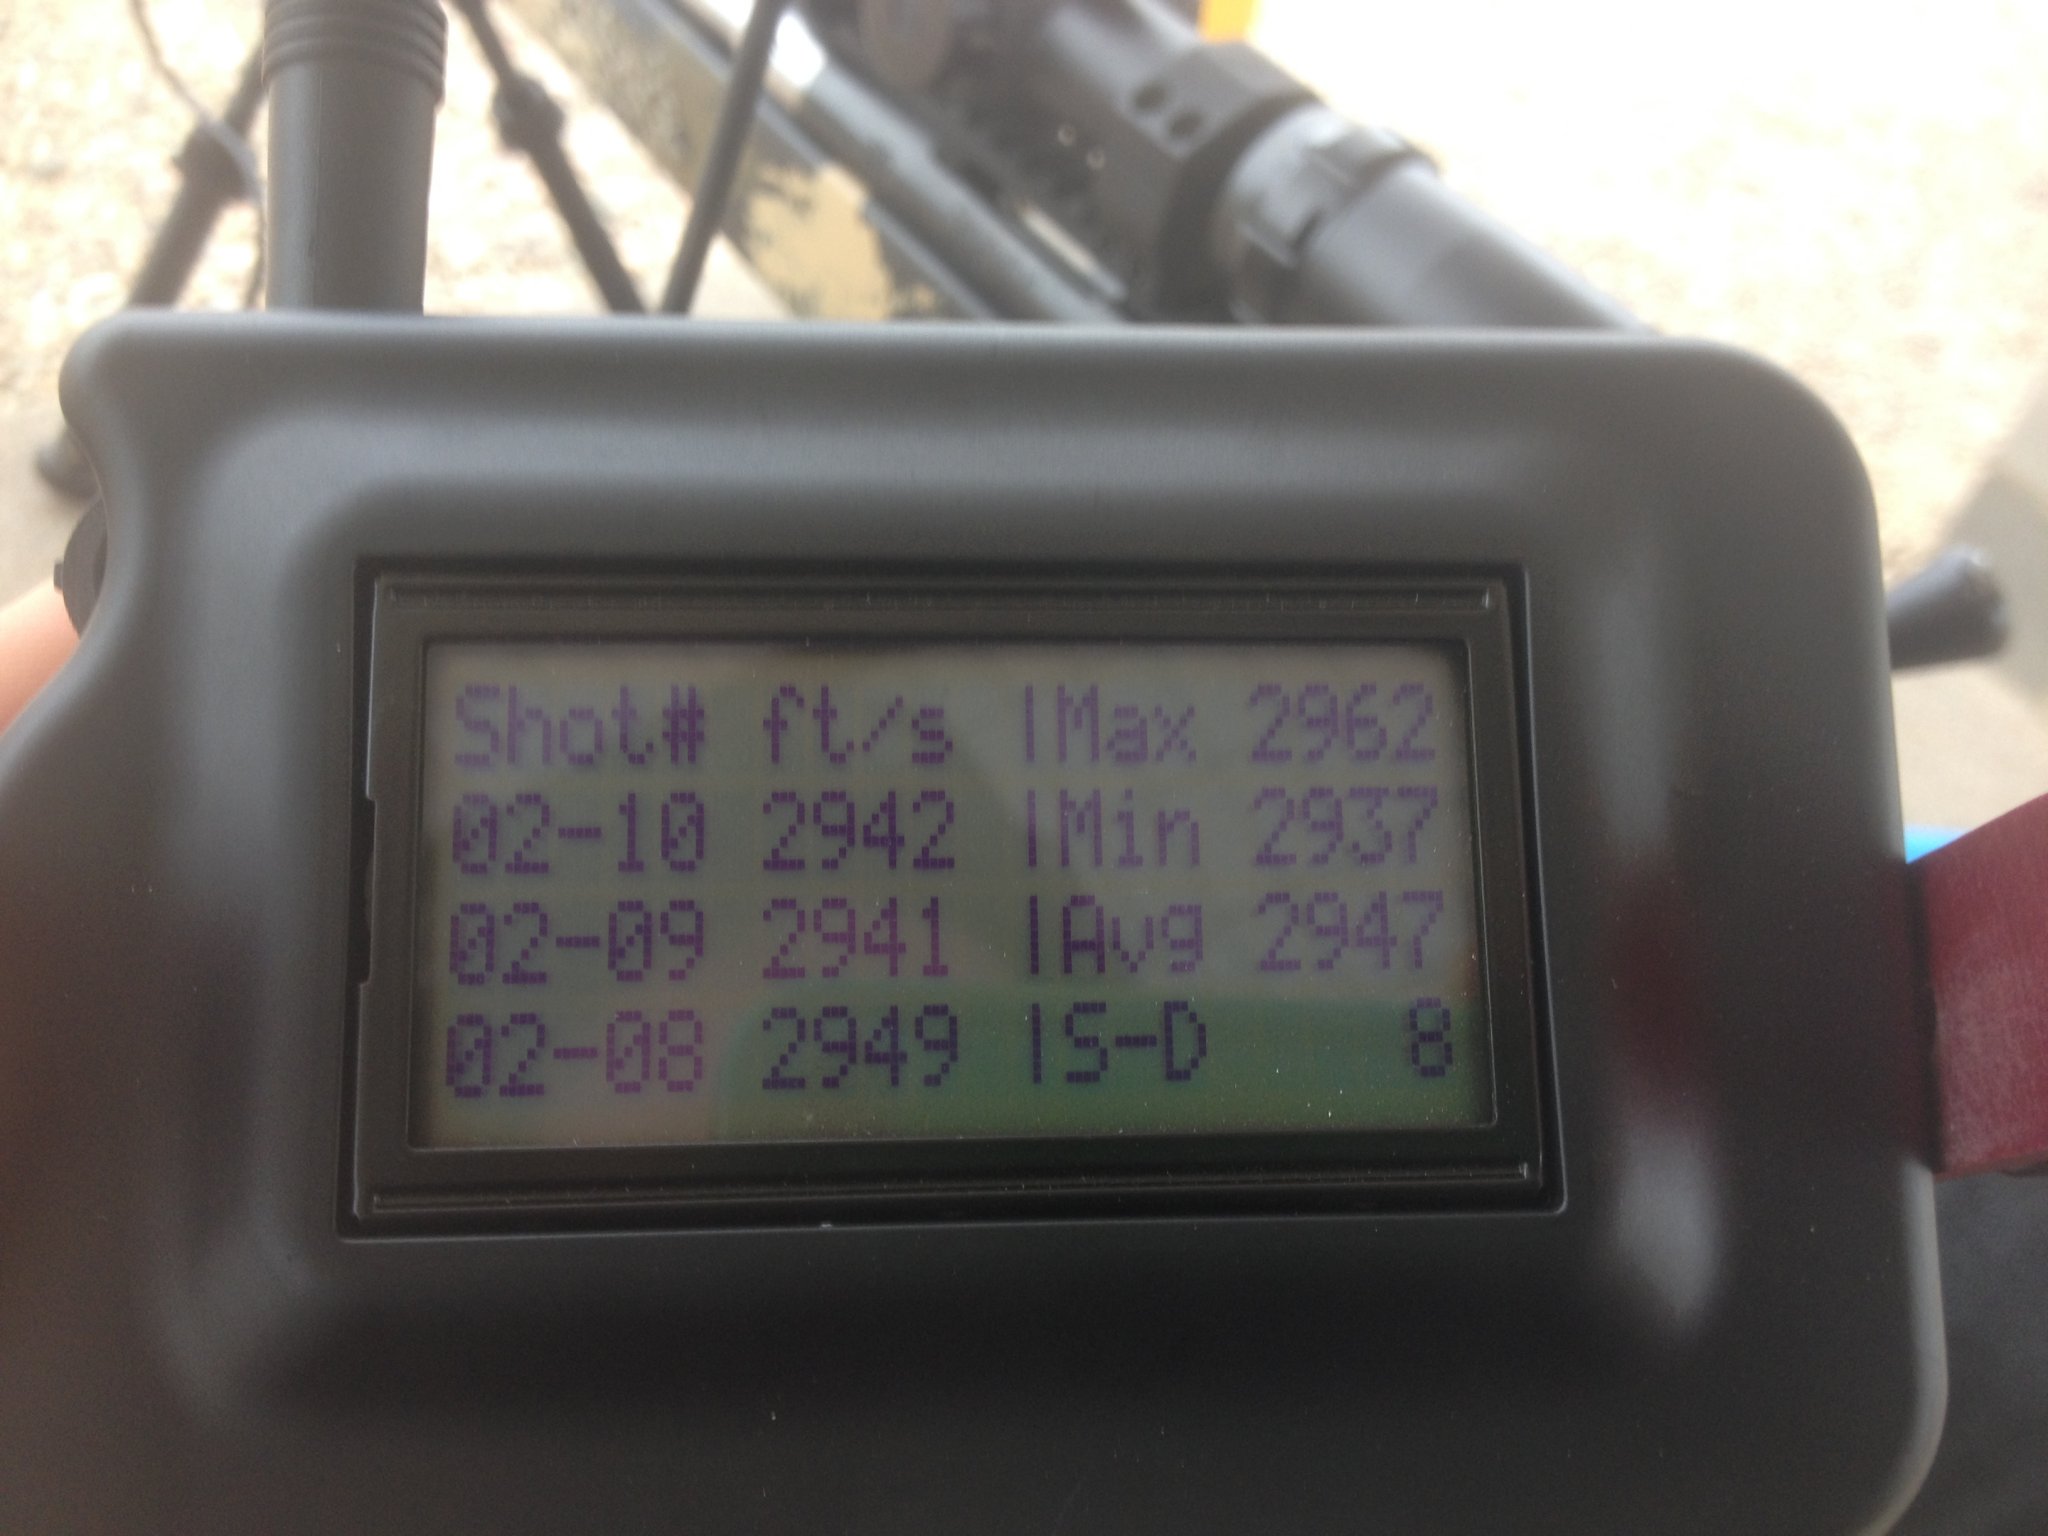 Shot# ft/s |Max 2962
02-10 2942 |Min 2937
02-09 2941 |Avg 2947
02-08 2949 |S-D 8